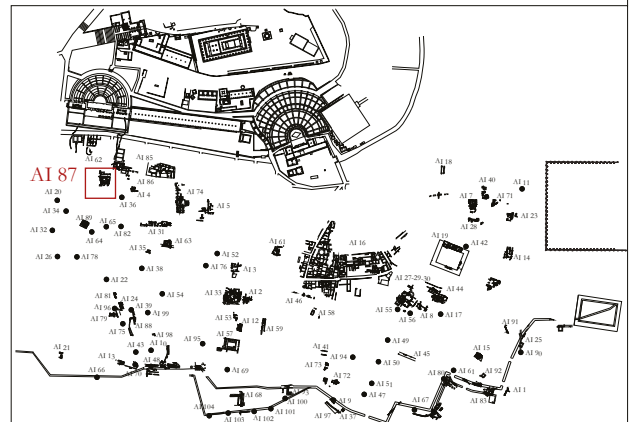 AI 62
AI 85
AI 18
AI 87
AI 86
AI 40
AI 11
AI 20
AI 4
AI 74
AI 7
AI 71
AI 36
AI 34
AI 5
AI 23
AI 89
AI 65
AI 28
AI 32
AI 64
AI 82
AI 31
AI 19
AI 42
AI 63
AI 16
AI 35
AI 52
AI 61
AI 26
AI 78
AI 14
AI 38
AI 76
AI 3
AI 22
AI 27-29, 30
AI 44
AI 81
AI 54
AI 33
AI 2
AI 46
AI 96
AI 24
AI 39
AI 99
AI 58
AI 55
AI 56
AI 8
AI 17
AI 79
AI 88
AI 53
AI 12
AI 59
AI 75
AI 91
AI 98
AI 95
AI 57
AI 49
AI 25
AI 21
AI 43
AI 10
AI 41
AI 94
AI 45
AI 15
AI 90
AI 13
AI 48
AI 73
AI 50
AI 70
AI 69
AI 61
AI 92
AI 66
AI 72
AI 51
AI 80
AI 68
AI 47
AI 83
AI 1
AI 100
AI 9
AI 104
AI 103
AI 102
AI 101
AI 97
AI 37
AI 67